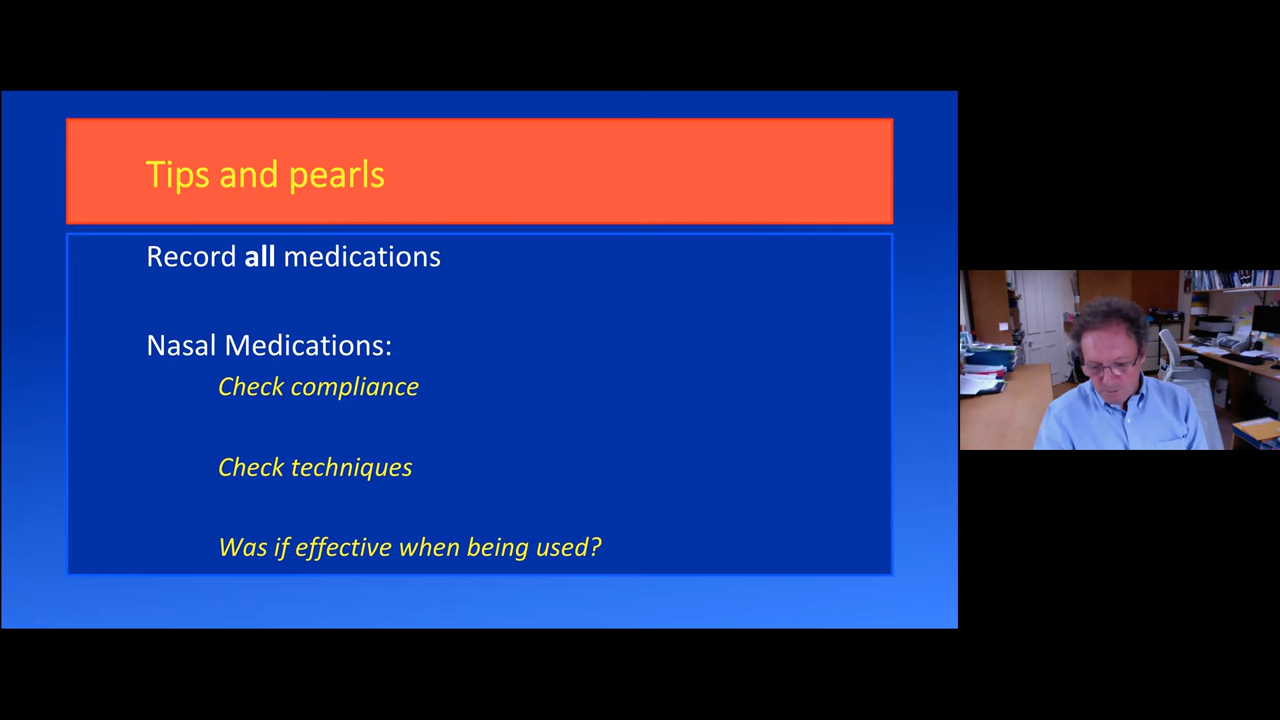 Tips and pearls
Record all medications
Nasal Medications:
Check compliance
Check techniques
Was if effective when being used?